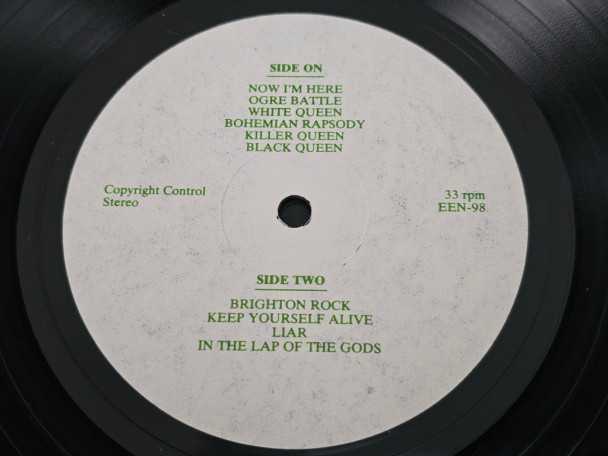 SIDE ON
NOW I'M HERE
OGRE BATTLE
WHITE QUEEN
BOHEMIAN RAPSODY
KILLER QUEEN
BLACK QUEEN
Copyright Control
Stereo
33 rpm
EEN-98
SIDE TWO
BRIGHTON ROCK
KEEP YOURSELF ALIVE
LIAR
IN THE LAP OF THE GODS